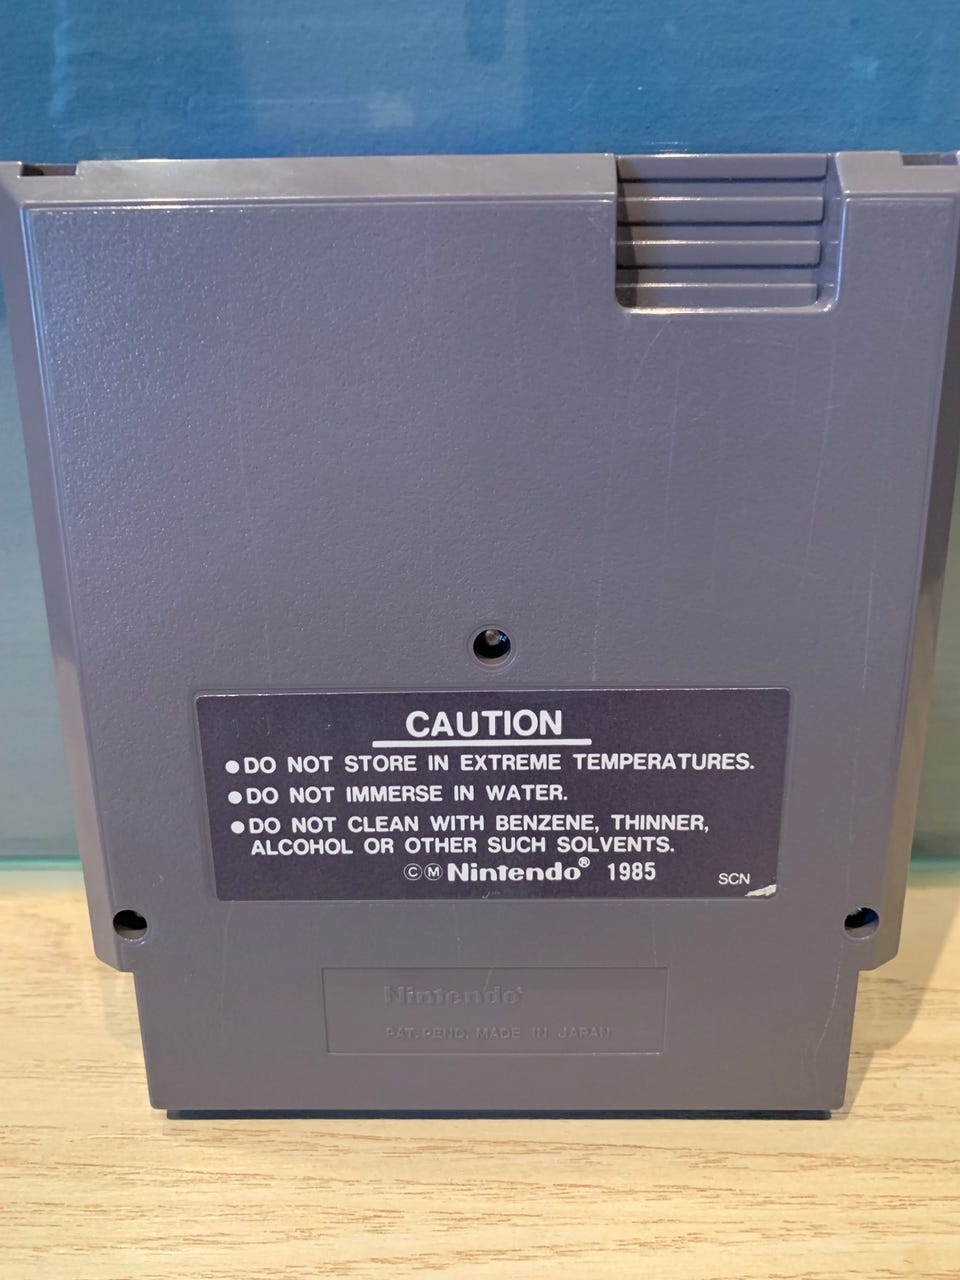 CAUTION
●DO NOT STORE IN EXTREME TEMPERATURES.
●DO NOT IMMERSE IN WATER.
●DO NOT CLEAN WITH BENZENE, THINNER,
ALCOHOL OR OTHER SUCH SOLVENTS.
ⒸⓂ Nintendo® 1985
SCN
Nintendo®
PAT. PEND. MADE IN JAPAN